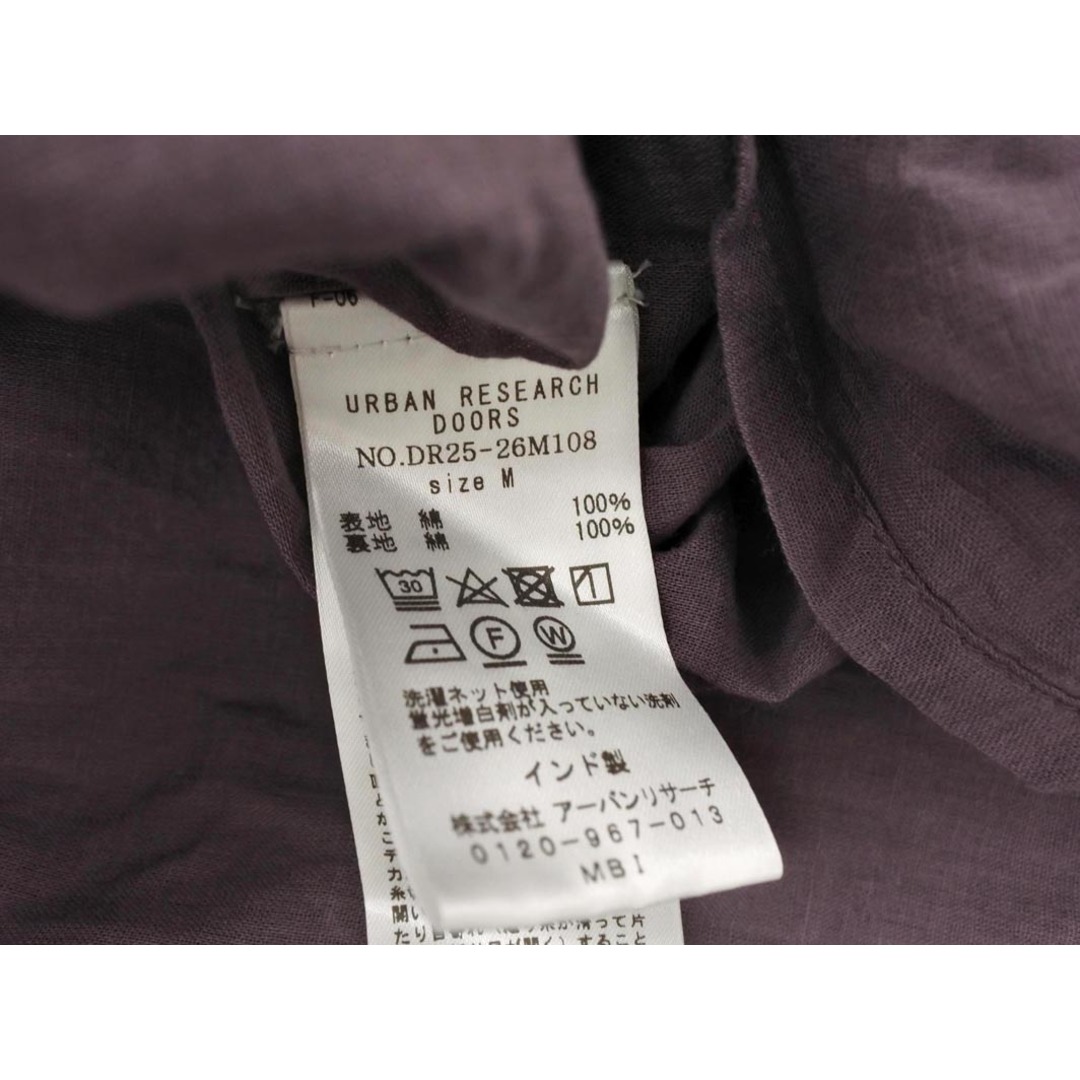 URBAN RESEARCH
DOORS
NO.DR25-26M108
size M
表地 綿 100%
裏地 綿 100%
30
F W
洗濯ネット使用
蛍光増白剤が入っていない洗剤
をご使用ください。
インド製
株式会社 アーバンリサーチ
0120-967-013
MBI